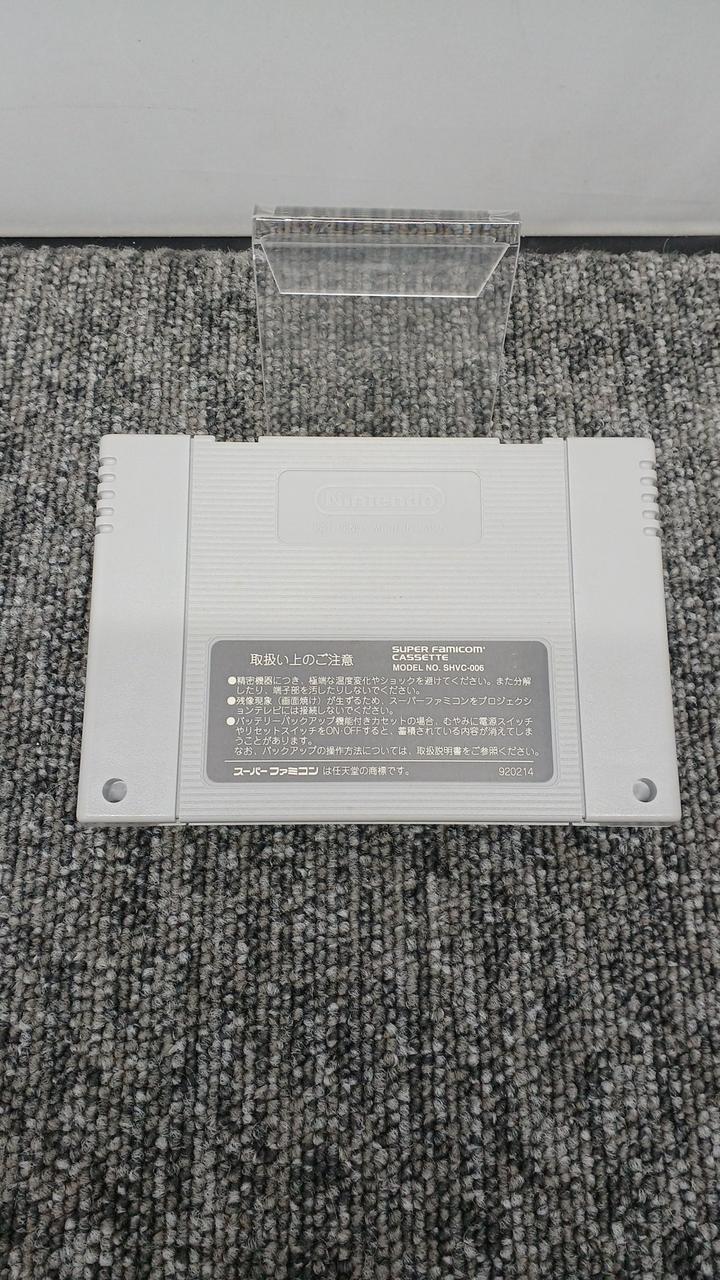 Nintendo
取扱い上のご注意
SUPER FAMICOM
CASSETTE
MODEL NO. SHVC-006
●精密機器につき、極端な温度変化やショックを避けてください。また分解
したり、端子部を汚したりしないでください。
●残像現象（画面焼け）が生ずるため、スーパーファミコンをプロジェクシ
ョンテレビには接続しないでください。
●バッテリーバックアップ機能付きカセットの場合、むやみに電源スイッチ
やリセットスイッチをON・OFFすると、蓄積されている内容が消えてしま
うことがあります。
なお、バックアップの操作方法については、取扱説明書をご参照ください。
スーパーファミコンは任天堂の商標です。
920214